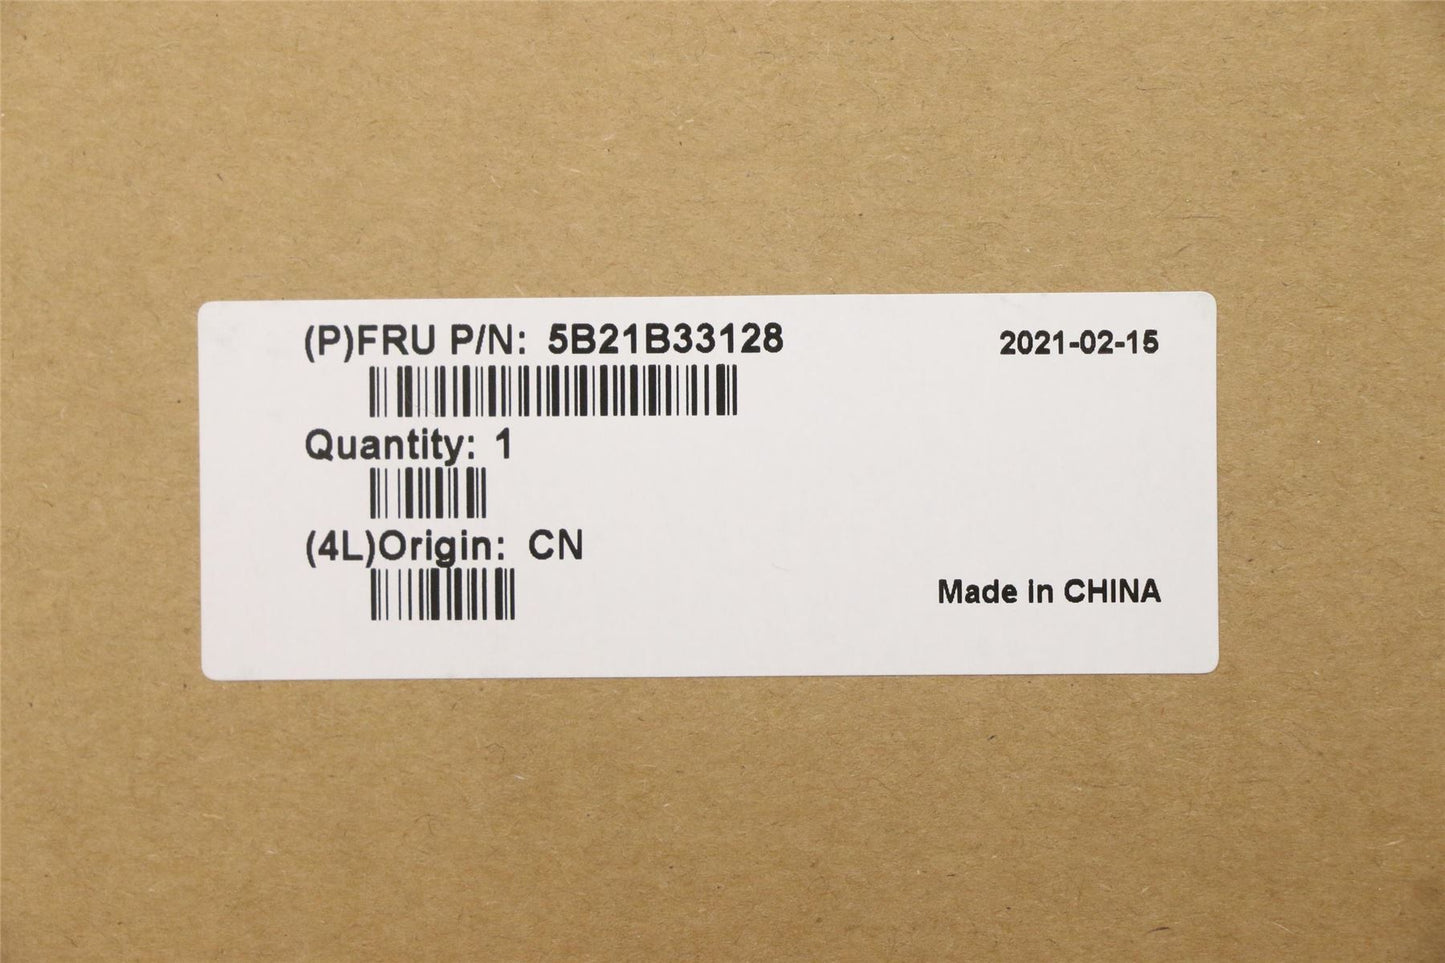 (P)FRU P/N: 5B21B33128 2021-02-15
Quantity: 1
(4L)Origin: CN
Made in CHINA